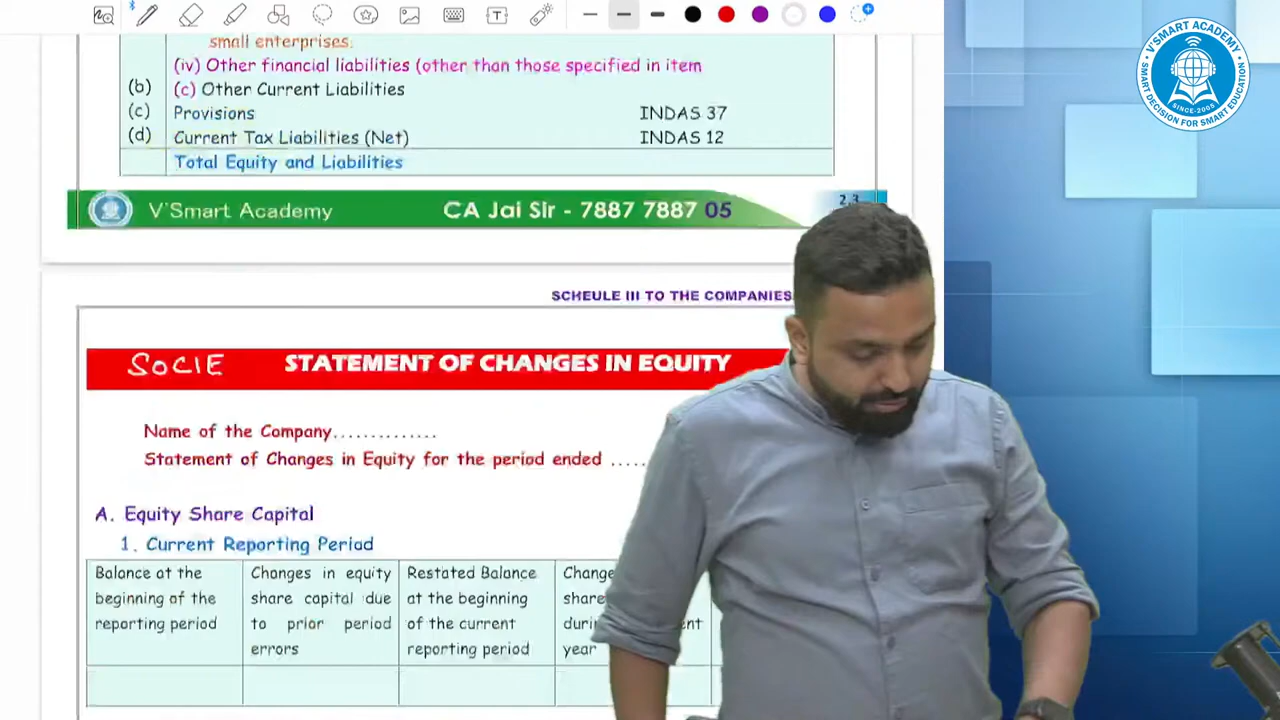 small enterprises.
(iv) Other financial liabilities (other than those specified in item
(b) (c) Other Current Liabilities
(c) Provisions INDAS 37
(d) Current Tax Liabilities (Net) INDAS 12
Total Equity and Liabilities
V'Smart Academy CA Jai Sir - 7887 7887 05 2.3
SCHEULE III TO THE COMPANIES
SOCIE STATEMENT OF CHANGES IN EQUITY
Name of the Company..............
Statement of Changes in Equity for the period ended .....
A. Equity Share Capital
1. Current Reporting Period
Balance at the beginning of the reporting period
Changes in equity share capital due to prior period errors
Restated Balance at the beginning of the current reporting period
share
year
V'SMART ACADEMY
SMART DECISION FOR SMART EDUCATION
SINCE-2005